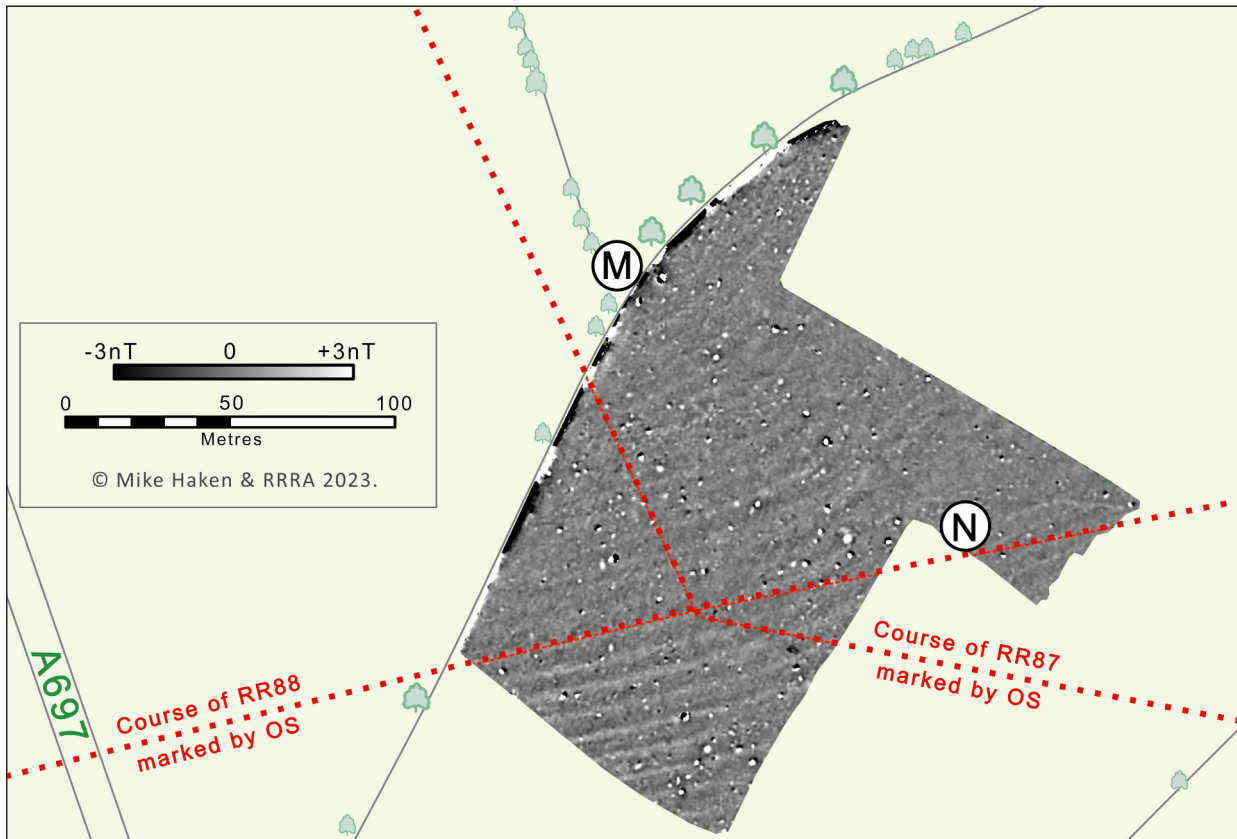 M
-3nT 0 +3nT
0 50 100
Metres
© Mike Haken & RRRA 2023.
N
Course of RR87
marked by OS
A697
Course of RR88
marked by OS